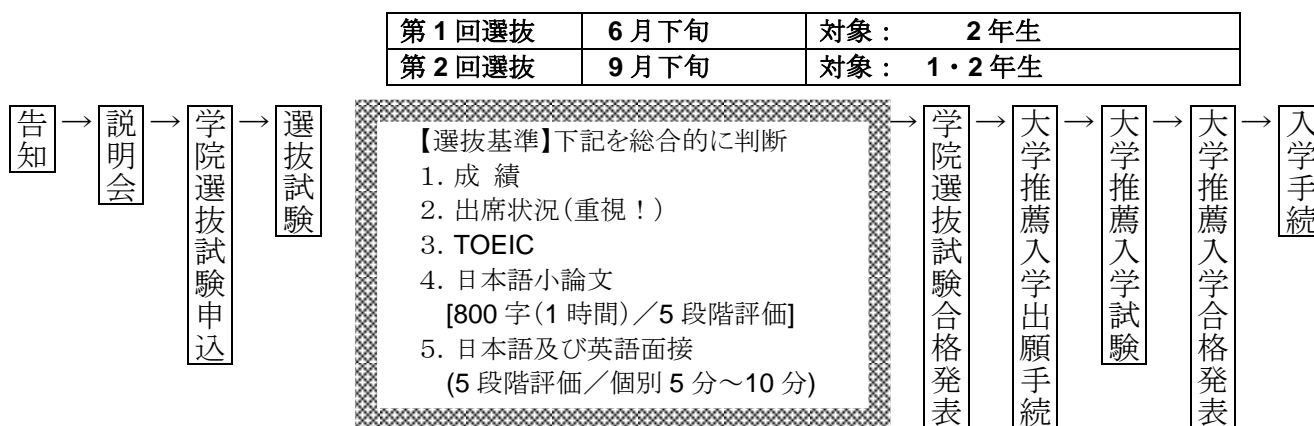 第1回選抜 6月下旬 対象： 2年生
第2回選抜 9月下旬 対象： 1・2年生
告知
→
説明会
→
学院選抜試験申込
→
選抜試験
【選抜基準】下記を総合的に判断
1. 成 績
2. 出席状況(重視！)
3. TOEIC
4. 日本語小論文
[800字(1時間)／5段階評価]
5. 日本語及び英語面接
(5段階評価／個別5分～10分)
→
学院選抜試験合格発表
→
大学推薦入学出願手続
→
大学推薦入学試験
→
大学推薦入学合格発表
→
入学手続